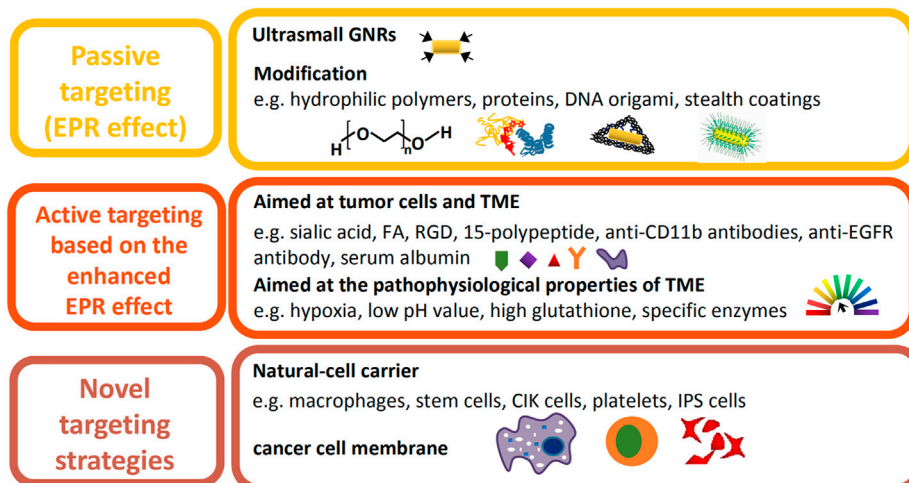 Passive
targeting
(EPR effect)
Ultrasmall GNRs
Modification
e.g. hydrophilic polymers, proteins, DNA origami, stealth coatings
H O O H
n
Active targeting
based on the
enhanced
EPR effect
Aimed at tumor cells and TME
e.g. sialic acid, FA, RGD, 15-polypeptide, anti-CD11b antibodies, anti-EGFR
antibody, serum albumin
Aimed at the pathophysiological properties of TME
e.g. hypoxia, low pH value, high glutathione, specific enzymes
Novel
targeting
strategies
Natural-cell carrier
e.g. macrophages, stem cells, CIK cells, platelets, IPS cells
cancer cell membrane